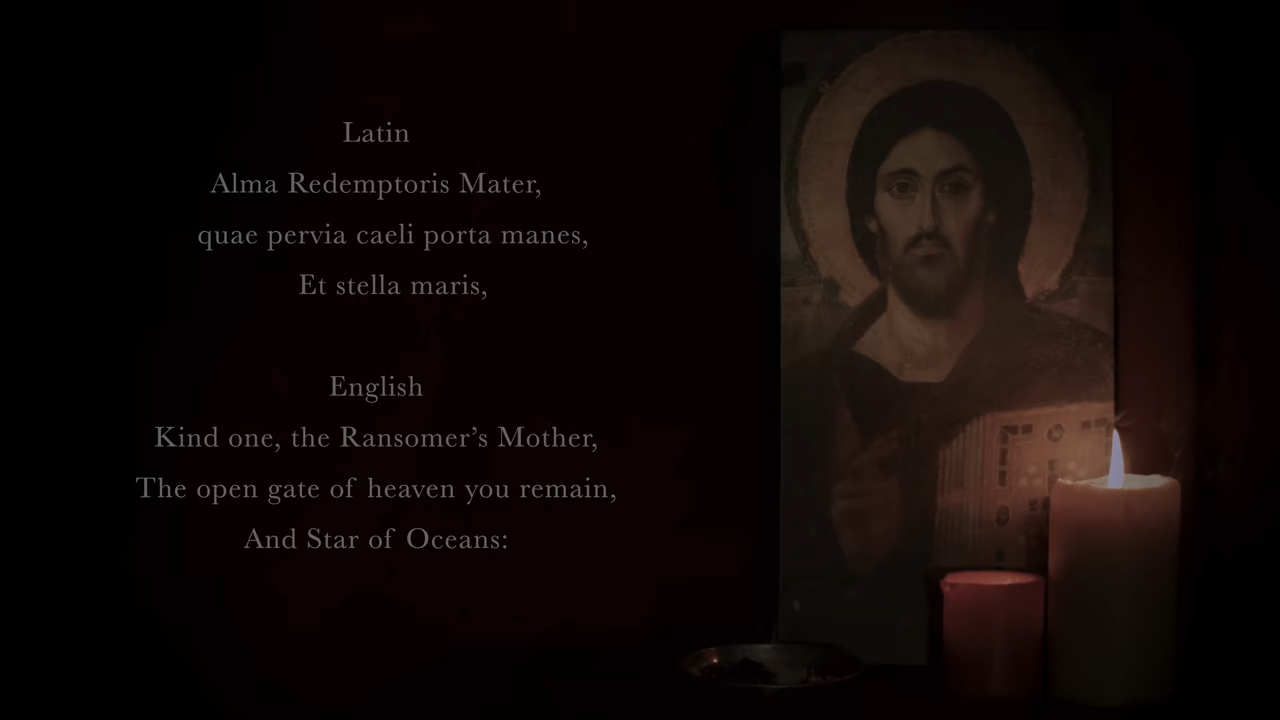 Latin
Alma Redemptoris Mater,
quae pervia caeli porta manes,
Et stella maris,
English
Kind one, the Ransomer’s Mother,
The open gate of heaven you remain,
And Star of Oceans: